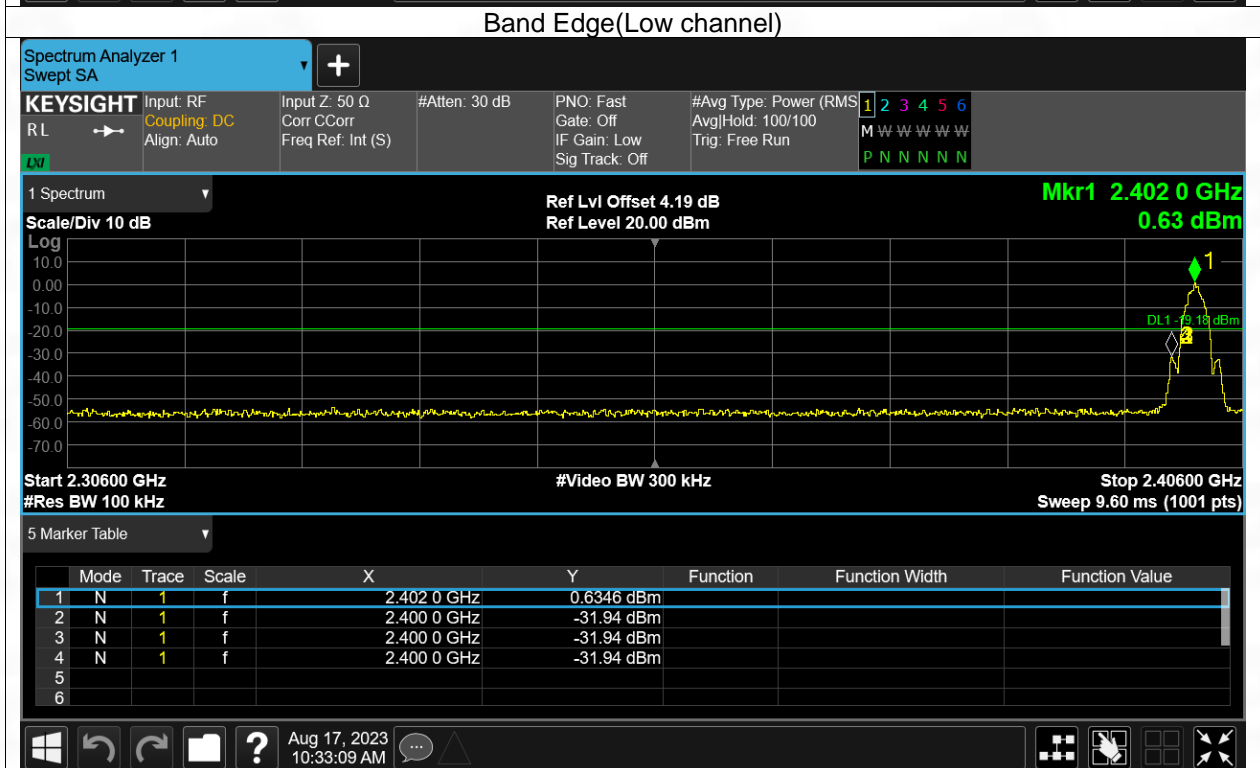 Band Edge(Low channel)
Spectrum Analyzer 1
Swept SA
+
KEYSIGHT Input: RF Input Z: 50 Ω #Atten: 30 dB PNO: Fast #Avg Type: Power (RMS 1 2 3 4 5 6
RL Coupling: DC Corr CCorr Gate: Off Avg|Hold: 100/100 M W W W W W
Align: Auto Freq Ref: Int (S) IF Gain: Low Trig: Free Run
LXI Sig Track: Off P N N N N N
1 Spectrum Ref Lvl Offset 4.19 dB Mkr1 2.402 0 GHz
Scale/Div 10 dB Ref Level 20.00 dBm 0.63 dBm
Log
10.0 1
0.00
-10.0
DL1 -19.18 dBm
-20.0
-30.0
-40.0
-50.0
-60.0
-70.0
Start 2.30600 GHz #Video BW 300 kHz Stop 2.40600 GHz
#Res BW 100 kHz Sweep 9.60 ms (1001 pts)
5 Marker Table
Mode Trace Scale X Y Function Function Width Function Value
1 N 1 f 2.402 0 GHz 0.6346 dBm
2 N 1 f 2.400 0 GHz -31.94 dBm
3 N 1 f 2.400 0 GHz -31.94 dBm
4 N 1 f 2.400 0 GHz -31.94 dBm
5
6
? Aug 17, 2023
10:33:09 AM